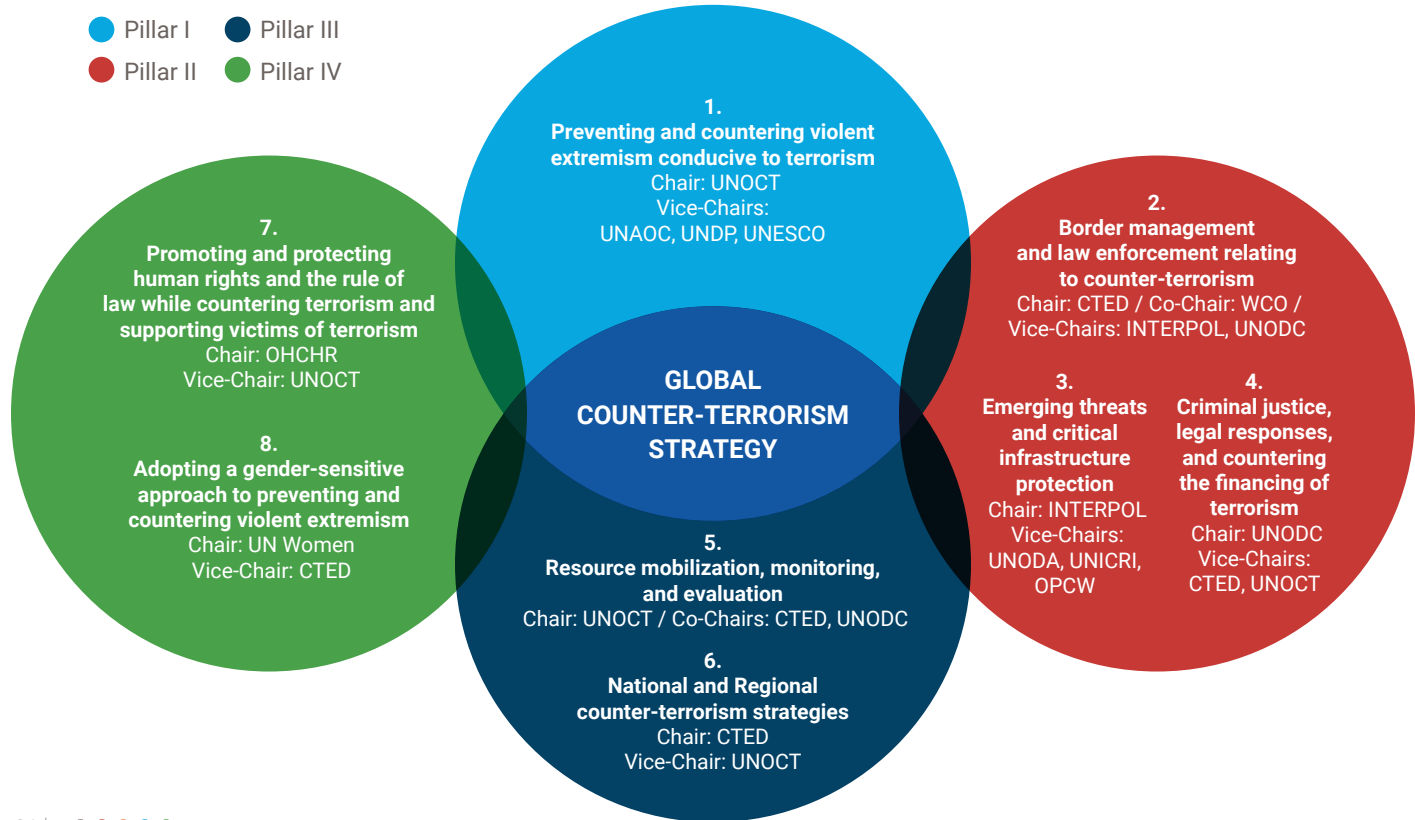 Pillar I
Pillar III
Pillar II
Pillar IV
1.
Preventing and countering violent
extremism conducive to terrorism
Chair: UNOCT
Vice-Chairs:
UNAOC, UNDP, UNESCO
7.
Promoting and protecting
human rights and the rule of
law while countering terrorism and
supporting victims of terrorism
Chair: OHCHR
Vice-Chair: UNOCT
8.
Adopting a gender-sensitive
approach to preventing and
countering violent extremism
Chair: UN Women
Vice-Chair: CTED
GLOBAL
COUNTER-TERRORISM
STRATEGY
2.
Border management
and law enforcement relating
to counter-terrorism
Chair: CTED / Co-Chair: WCO /
Vice-Chairs: INTERPOL, UNODC
3.
Emerging threats
and critical
infrastructure
protection
Chair: INTERPOL
Vice-Chairs:
UNODA, UNICRI,
OPCW
4.
Criminal justice,
legal responses,
and countering
the financing of
terrorism
Chair: UNODC
Vice-Chairs:
CTED, UNOCT
5.
Resource mobilization, monitoring,
and evaluation
Chair: UNOCT / Co-Chairs: CTED, UNODC
6.
National and Regional
counter-terrorism strategies
Chair: CTED
Vice-Chair: UNOCT